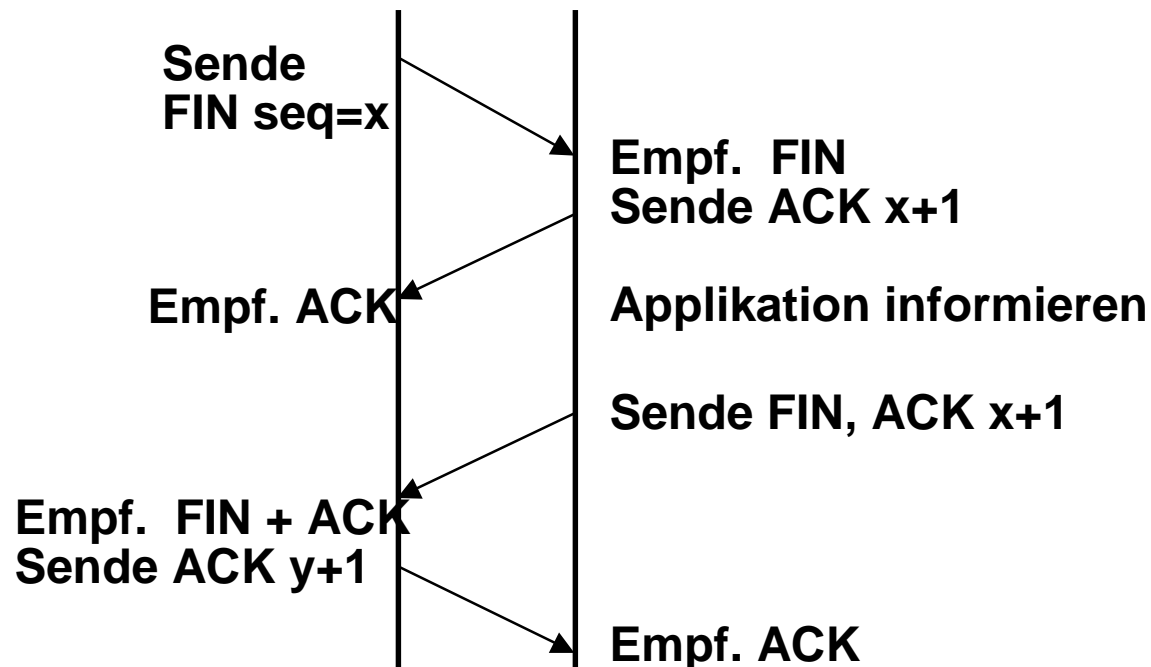 Sende
FIN seq=x
Empf. FIN
Sende ACK x+1
Empf. ACK
Applikation informieren
Sende FIN, ACK x+1
Empf. FIN + ACK
Sende ACK y+1
Empf. ACK